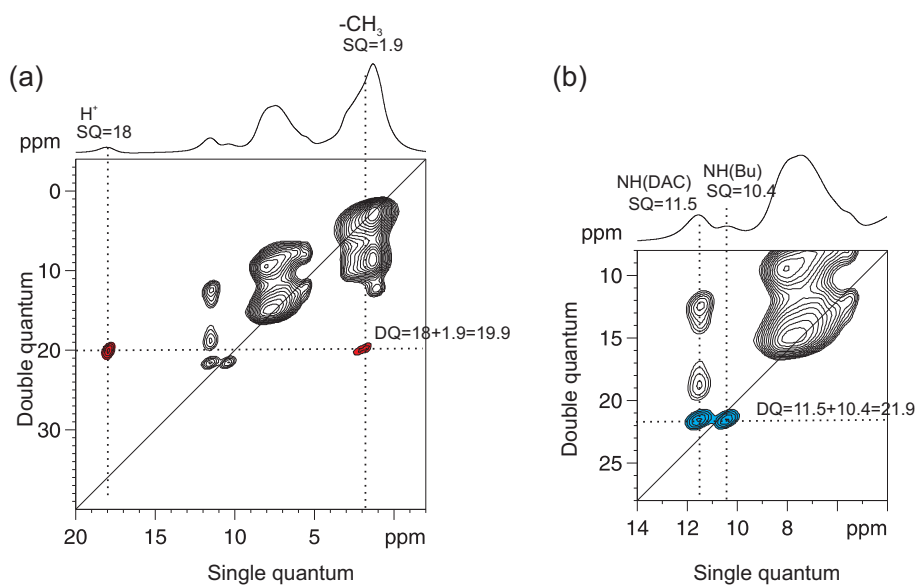 (a)
-CH3
SQ=1.9
H+
SQ=18
ppm
0
10
20
30
Double quantum
DQ=18+1.9=19.9
20
15
10
5
ppm
Single quantum
(b)
NH(DAC)
SQ=11.5
NH(Bu)
SQ=10.4
ppm
10
15
20
25
Double quantum
DQ=11.5+10.4=21.9
14
12
10
8
ppm
Single quantum